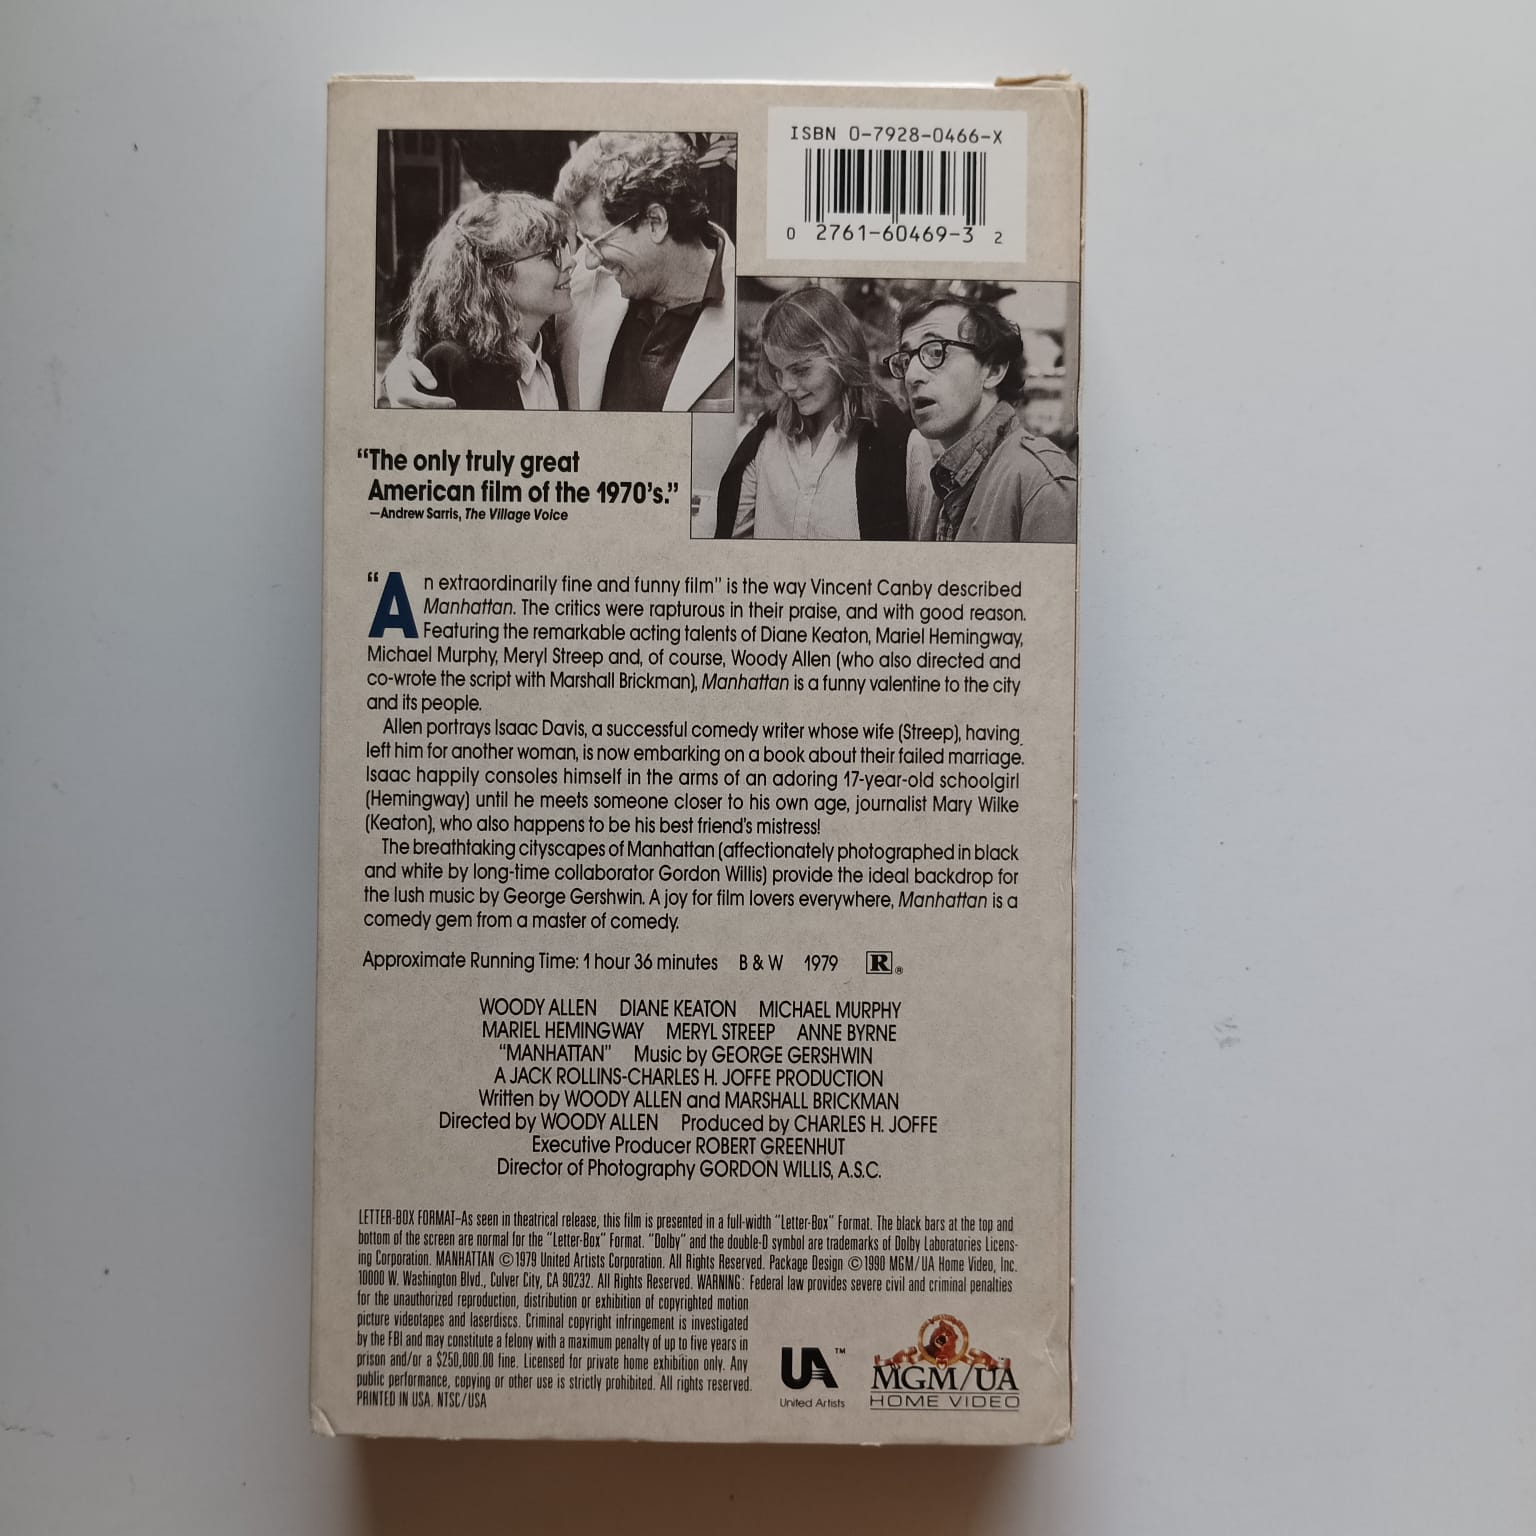 ISBN 0-7928-0466-X
0 2761-60469-3 2
“The only truly great
American film of the 1970’s.”
—Andrew Sarris, The Village Voice
“An extraordinarily fine and funny film” is the way Vincent Canby described
Manhattan. The critics were rapturous in their praise, and with good reason.
Featuring the remarkable acting talents of Diane Keaton, Mariel Hemingway,
Michael Murphy, Meryl Streep and, of course, Woody Allen (who also directed and
co-wrote the script with Marshall Brickman), Manhattan is a funny valentine to the city
and its people.
Allen portrays Isaac Davis, a successful comedy writer whose wife (Streep), having
left him for another woman, is now embarking on a book about their failed marriage.
Isaac happily consoles himself in the arms of an adoring 17-year-old schoolgirl
(Hemingway) until he meets someone closer to his own age, journalist Mary Wilke
(Keaton), who also happens to be his best friend’s mistress!
The breathtaking cityscapes of Manhattan (affectionately photographed in black
and white by long-time collaborator Gordon Willis) provide the ideal backdrop for
the lush music by George Gershwin. A joy for film lovers everywhere, Manhattan is a
comedy gem from a master of comedy.
Approximate Running Time: 1 hour 36 minutes B & W 1979 R®
WOODY ALLEN DIANE KEATON MICHAEL MURPHY
MARIEL HEMINGWAY MERYL STREEP ANNE BYRNE
“MANHATTAN” Music by GEORGE GERSHWIN
A JACK ROLLINS-CHARLES H. JOFFE PRODUCTION
Written by WOODY ALLEN and MARSHALL BRICKMAN
Directed by WOODY ALLEN Produced by CHARLES H. JOFFE
Executive Producer ROBERT GREENHUT
Director of Photography GORDON WILLIS, A.S.C.
LETTER-BOX FORMAT—As seen in theatrical release, this film is presented in a full-width “Letter-Box” Format. The black bars at the top and
bottom of the screen are normal for the “Letter-Box” Format. “Dolby” and the double-D symbol are trademarks of Dolby Laboratories Licens-
ing Corporation. MANHATTAN ©1979 United Artists Corporation. All Rights Reserved. Package Design ©1990 MGM/UA Home Video, Inc.
10000 W. Washington Blvd., Culver City, CA 90232. All Rights Reserved. WARNING: Federal law provides severe civil and criminal penalties
for the unauthorized reproduction, distribution or exhibition of copyrighted motion
picture videotapes and laserdiscs. Criminal copyright infringement is investigated
by the FBI and may constitute a felony with a maximum penalty of up to five years in
prison and/or a $250,000.00 fine. Licensed for private home exhibition only. Any
public performance, copying or other use is strictly prohibited. All rights reserved.
PRINTED IN USA. NTSC/USA
UA™
United Artists
MGM/UA
HOME VIDEO